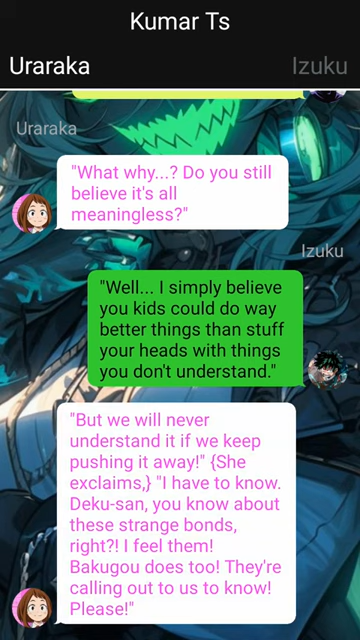 Kumar Ts
Uraraka
Izuku
Uraraka
"What why...? Do you still
believe it's all
meaningless?"
Izuku
"Well... I simply believe
you kids could do way
better things than stuff
your heads with things
you don't understand."
"But we will never
understand it if we keep
pushing it away!" {She
exclaims,} "I have to know.
Deku-san, you know about
these strange bonds,
right?! I feel them!
Bakugou does too! They're
calling out to us to know!
Please!"